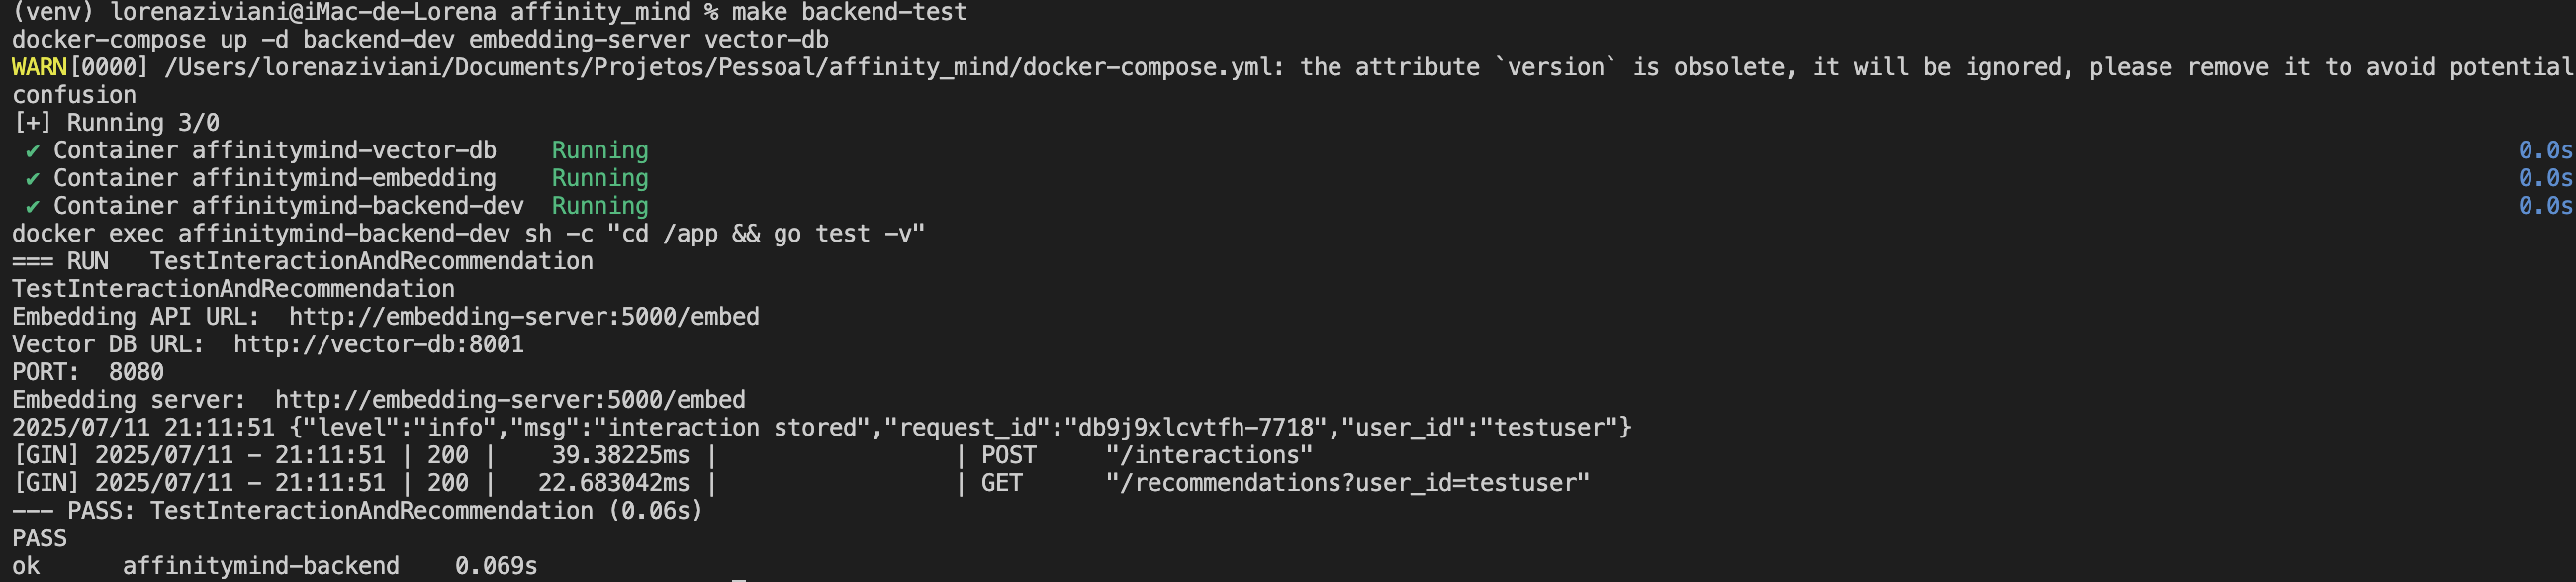 (venv) lorenaziviani@iMac-de-Lorena affinity_mind % make backend-test
docker-compose up -d backend-dev embedding-server vector-db
WARN[0000] /Users/lorenaziviani/Documents/Projetos/Pessoal/affinity_mind/docker-compose.yml: the attribute `version` is obsolete, it will be ignored, please remove it to avoid potential
confusion
[+] Running 3/0
✔ Container affinitymind-vector-db    Running    0.0s
✔ Container affinitymind-embedding    Running    0.0s
✔ Container affinitymind-backend-dev  Running    0.0s
docker exec affinitymind-backend-dev sh -c "cd /app && go test -v"
=== RUN   TestInteractionAndRecommendation
TestInteractionAndRecommendation
Embedding API URL:  http://embedding-server:5000/embed
Vector DB URL:  http://vector-db:8001
PORT:  8080
Embedding server:  http://embedding-server:5000/embed
2025/07/11 21:11:51 {"level":"info","msg":"interaction stored","request_id":"db9j9xlcvtfh-7718","user_id":"testuser"}
[GIN] 2025/07/11 - 21:11:51 | 200 |    39.38225ms |                 | POST     "/interactions"
[GIN] 2025/07/11 - 21:11:51 | 200 |   22.683042ms |                 | GET      "/recommendations?user_id=testuser"
--- PASS: TestInteractionAndRecommendation (0.06s)
PASS
ok      affinitymind-backend    0.069s